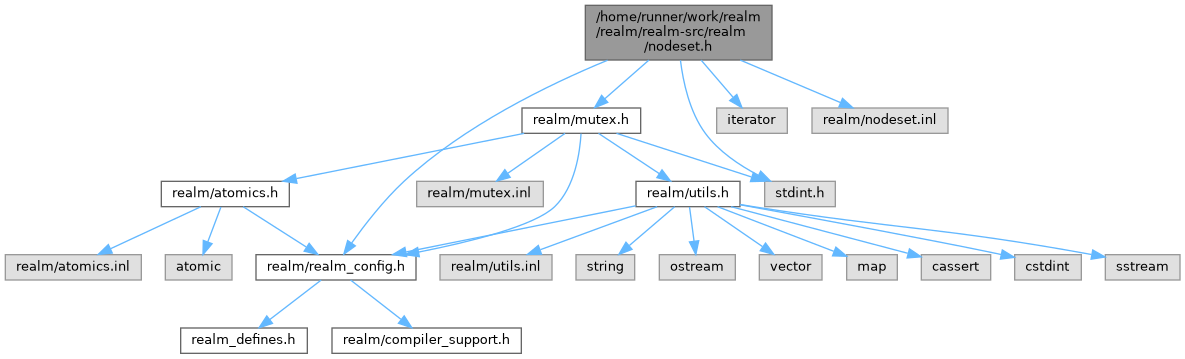 /home/runner/work/realm
/realm/realm-src/realm
/nodeset.h
realm/mutex.h
iterator
realm/nodeset.inl
realm/atomics.h
realm/mutex.inl
realm/utils.h
stdint.h
realm/atomics.inl
atomic
realm/realm_config.h
realm/utils.inl
string
ostream
vector
map
cassert
cstdint
sstream
realm_defines.h
realm/compiler_support.h